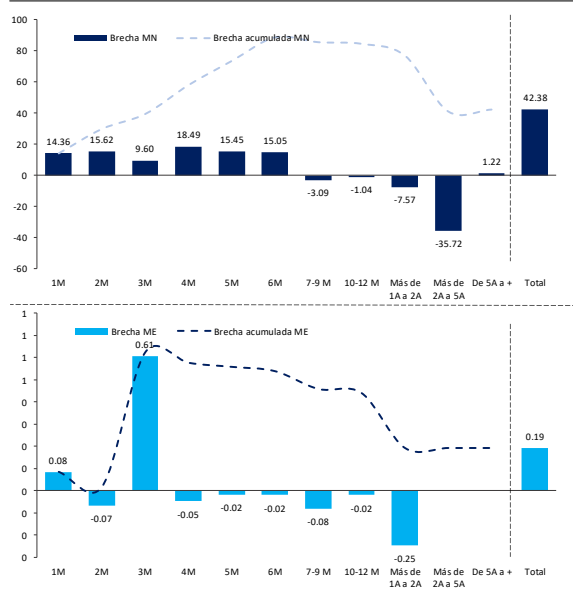 100
80
60
40
20
0
-20
-40
-60
Brecha MN
Brecha acumulada MN
14.36
15.62
9.60
18.49
15.45
15.05
-3.09
-1.04
-7.57
-35.72
1.22
42.38
1M
2M
3M
4M
5M
6M
7-9 M
10-12 M
Más de
1A a 2A
Más de
2A a 5A
De 5A a +
Total
1
1
1
1
0
0
0
0
0
0
0
0
Brecha ME
Brecha acumulada ME
0.08
-0.07
0.61
-0.05
-0.02
-0.02
-0.08
-0.02
-0.25
0.19
1M
2M
3M
4M
5M
6M
7-9 M
10-12 M
Más de
1A a 2A
Más de
2A a 5A
De 5A a +
Total